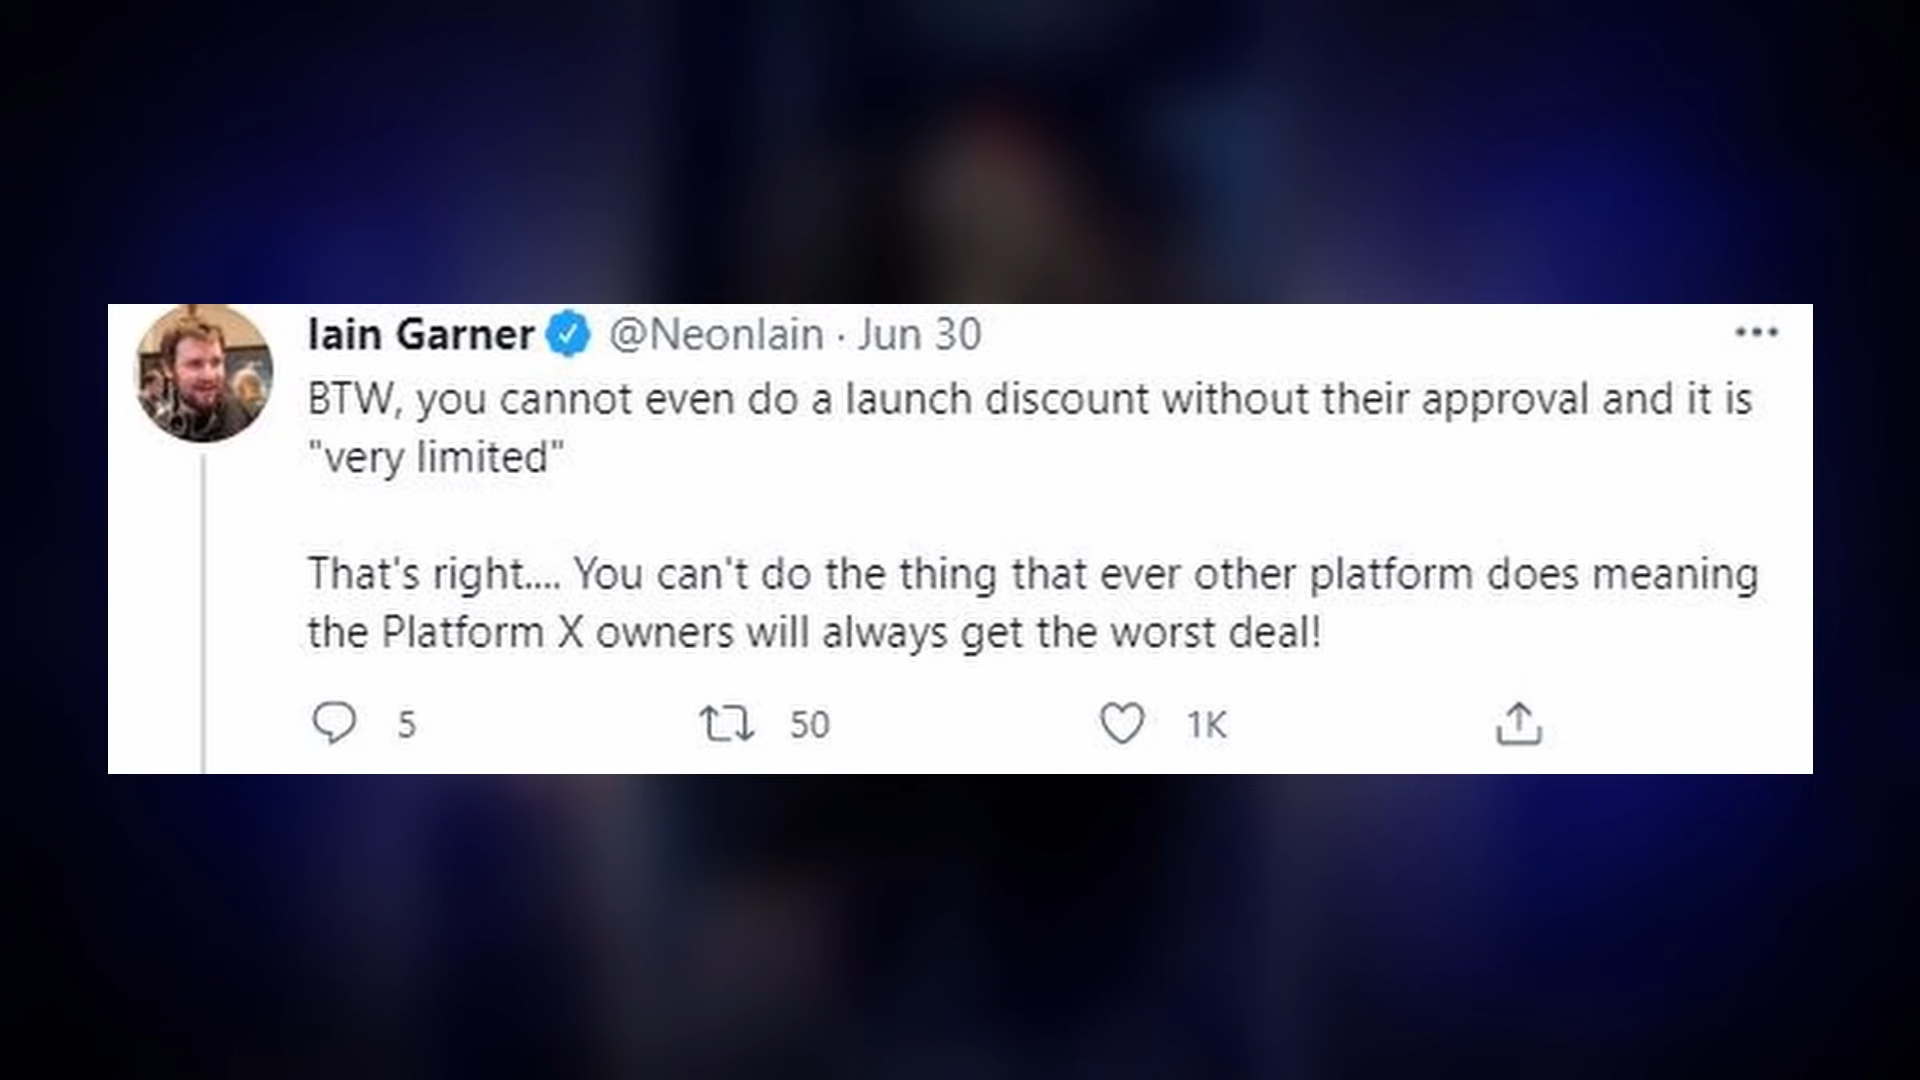 Iain Garner @NeonIain · Jun 30
BTW, you cannot even do a launch discount without their approval and it is
"very limited"
That's right.... You can't do the thing that ever other platform does meaning
the Platform X owners will always get the worst deal!
5 50 1K